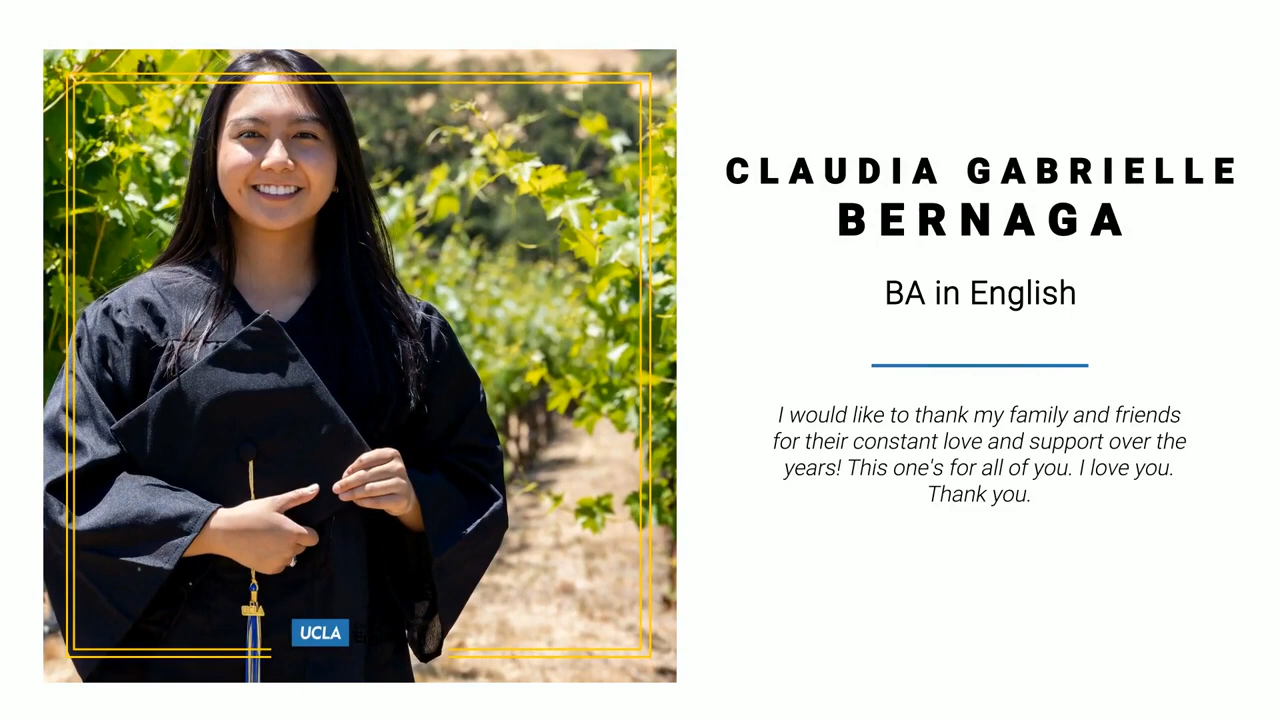 CLAUDIA GABRIELLE
BERNAGA
BA in English
I would like to thank my family and friends
for their constant love and support over the
years! This one's for all of you. I love you.
Thank you.
UCLA